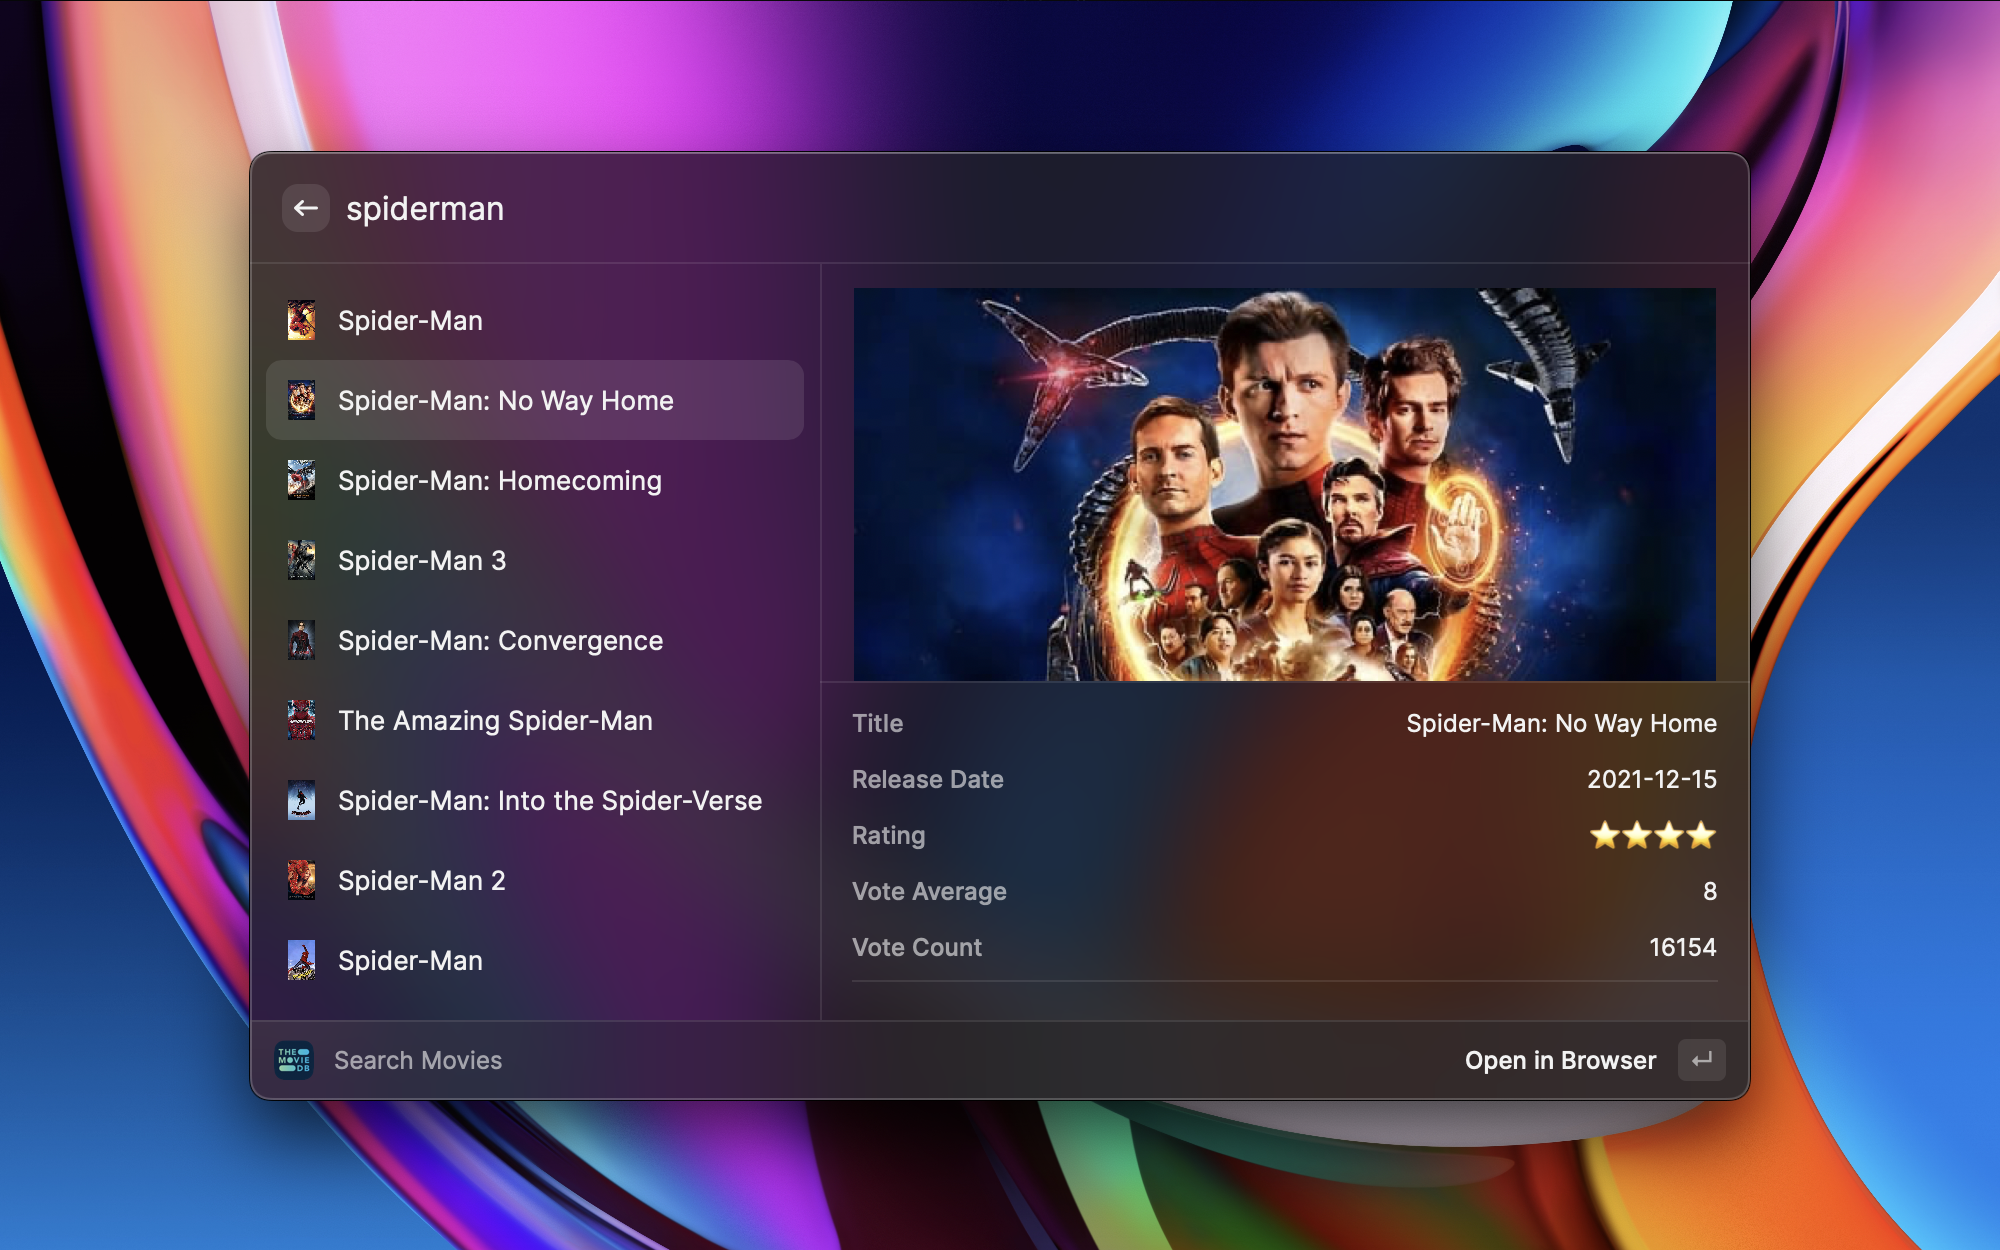 spiderman
Spider-Man
Spider-Man: No Way Home
Spider-Man: Homecoming
Spider-Man 3
Spider-Man: Convergence
The Amazing Spider-Man
Spider-Man: Into the Spider-Verse
Spider-Man 2
Spider-Man
Title Spider-Man: No Way Home
Release Date 2021-12-15
Rating ⭐⭐⭐⭐
Vote Average 8
Vote Count 16154
THE
MOVIE
DB
Search Movies
Open in Browser